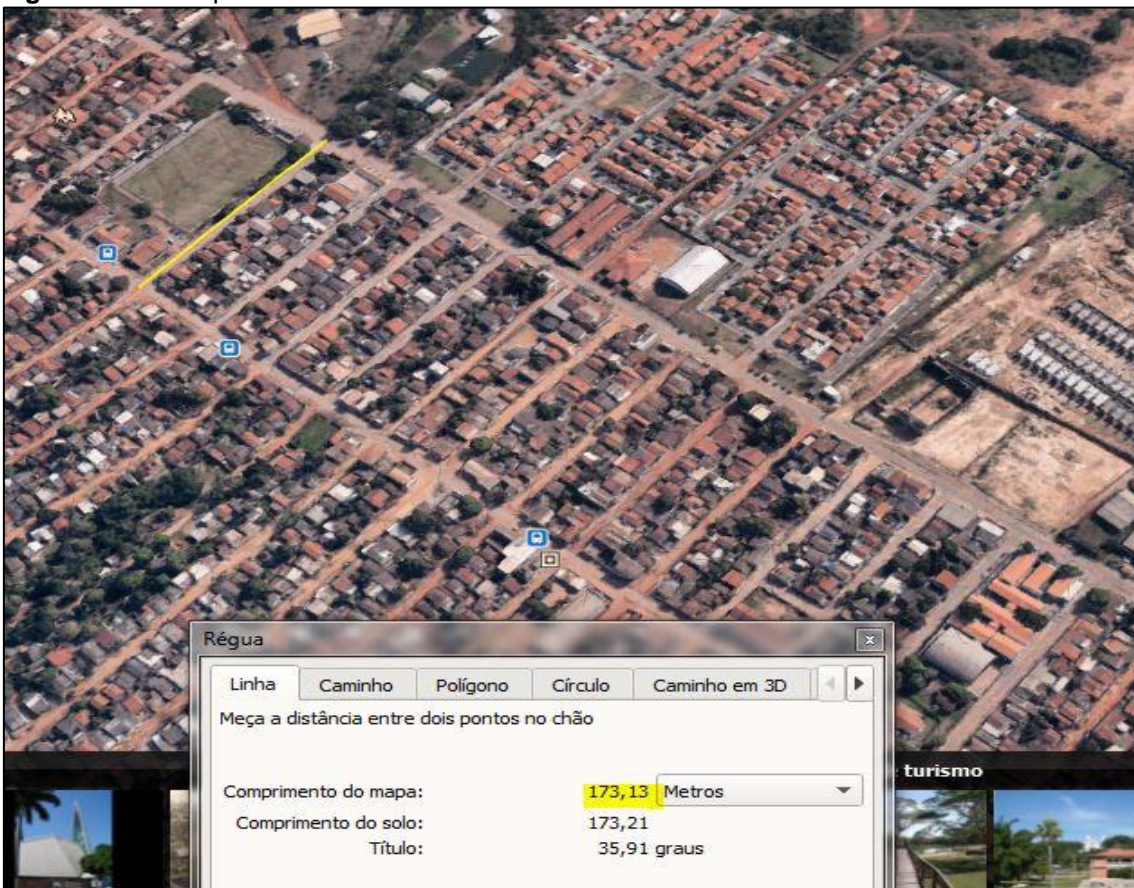 Régua
Linha Caminho Polígono Círculo Caminho em 3D
Meça a distância entre dois pontos no chão
Comprimento do mapa: 173,13 Metros
Comprimento do solo: 173,21
Título: 35,91 graus
turismo